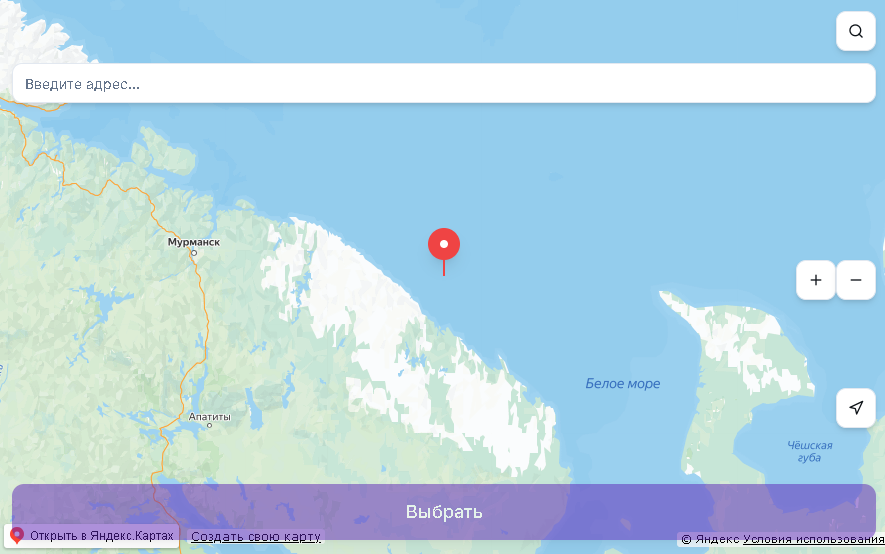 Введите адрес...
Мурманск
Белое море
Апатиты
Чёшская
губа
Выбрать
Открыть в Яндекс.Картах
Создать свою карту
© Яндекс Условия использования